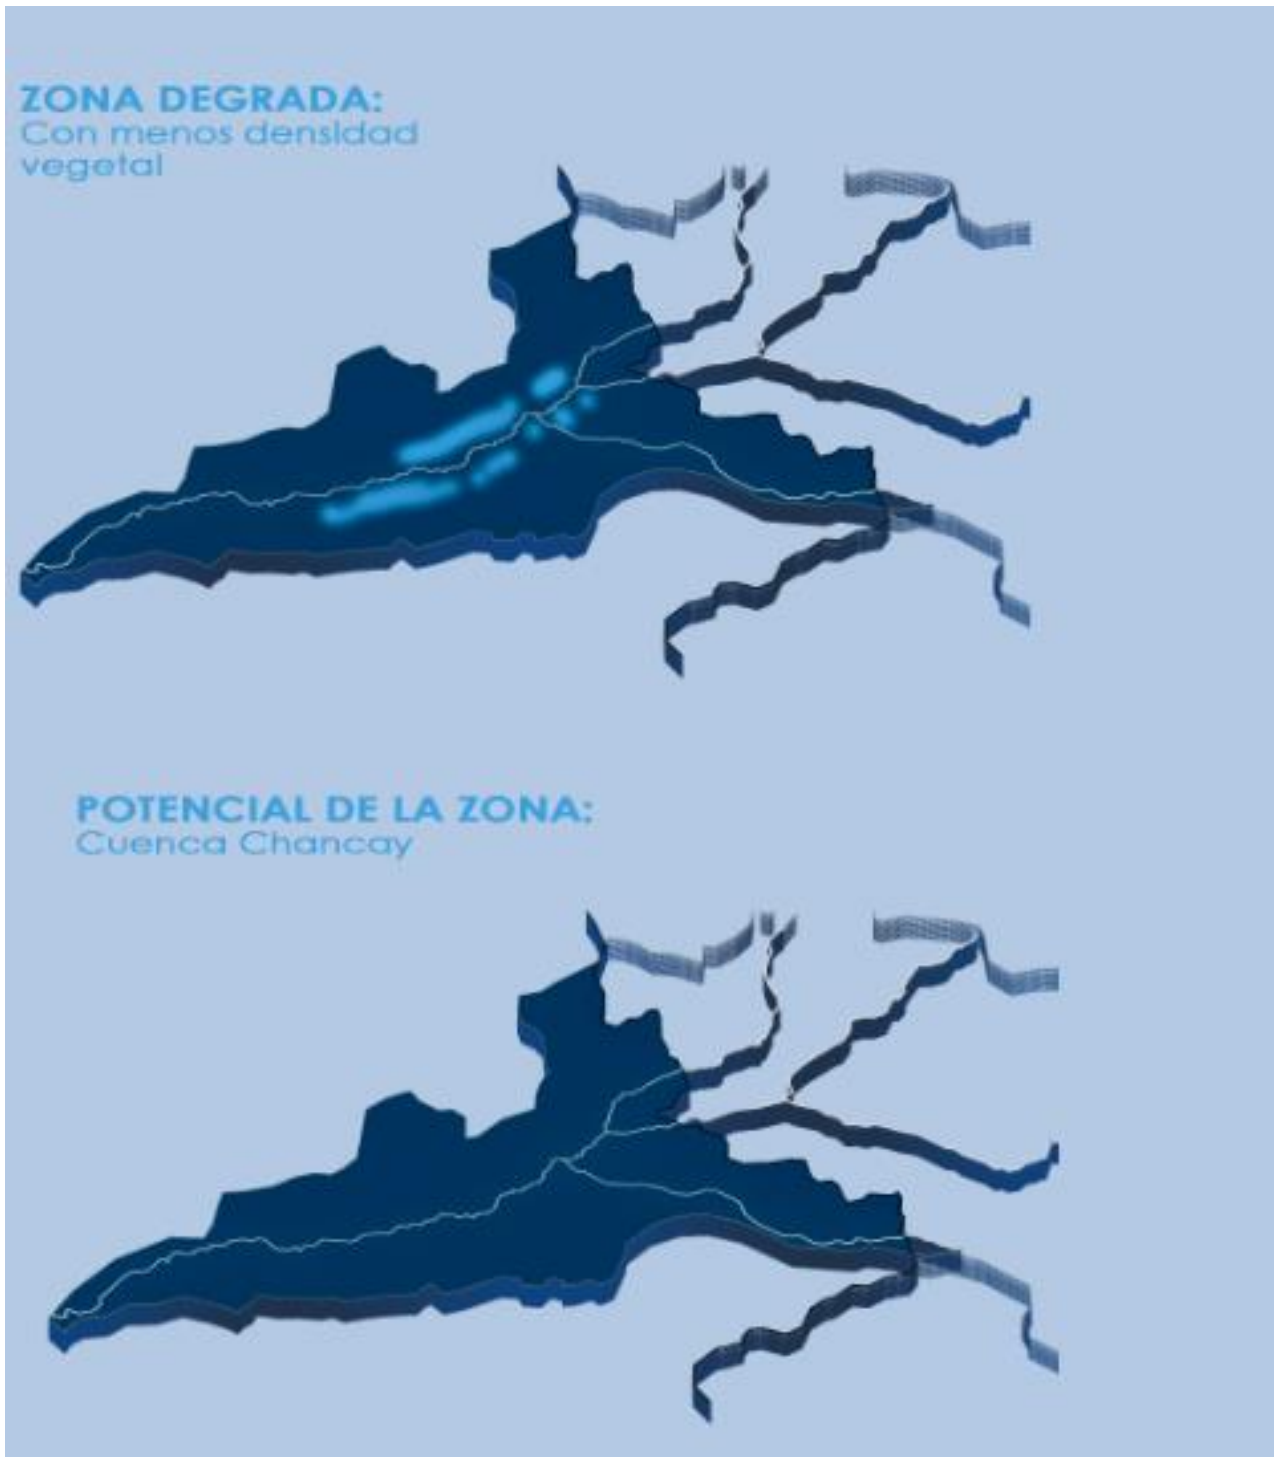 ZONA DEGRADA:
Con menos densidad
vegetal
POTENCIAL DE LA ZONA:
Cuenca Chancay